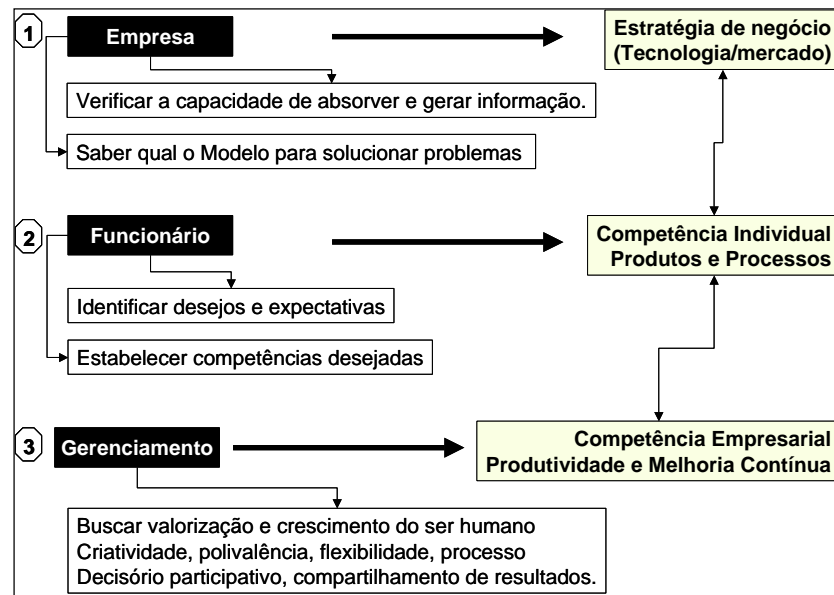 1
Empresa
Estratégia de negócio
(Tecnologia/mercado)
Verificar a capacidade de absorver e gerar informação.
Saber qual o Modelo para solucionar problemas
2
Funcionário
Competência Individual
Produtos e Processos
Identificar desejos e expectativas
Estabelecer competências desejadas
3
Gerenciamento
Competência Empresarial
Produtividade e Melhoria Contínua
Buscar valorização e crescimento do ser humano
Criatividade, polivalência, flexibilidade, processo
Decisório participativo, compartilhamento de resultados.